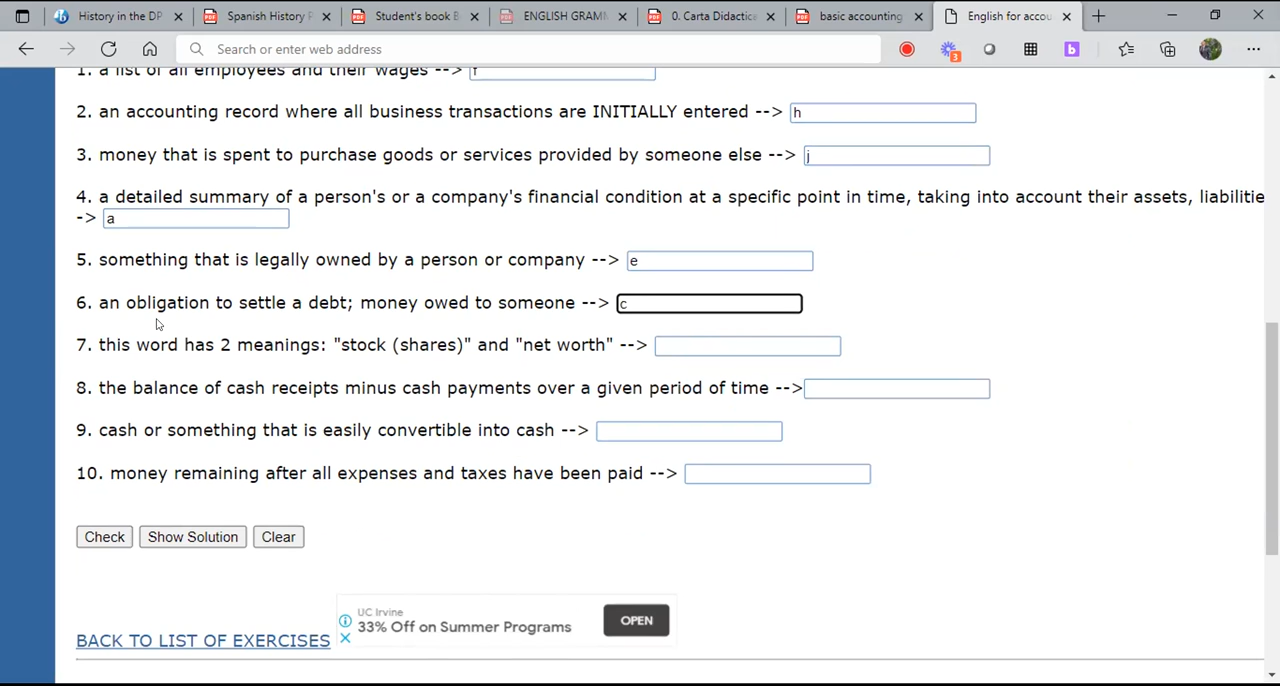 History in the DP
Spanish History P
Student's book B
ENGLISH GRAM
0. Carta Didactica
basic accounting
English for accou
Search or enter web address
3
b
1. a list of all employees and their wages --> f
2. an accounting record where all business transactions are INITIALLY entered --> h
3. money that is spent to purchase goods or services provided by someone else --> j
4. a detailed summary of a person's or a company's financial condition at a specific point in time, taking into account their assets, liabilitie
-> a
5. something that is legally owned by a person or company --> e
6. an obligation to settle a debt; money owed to someone --> c
7. this word has 2 meanings: "stock (shares)" and "net worth" -->
8. the balance of cash receipts minus cash payments over a given period of time -->
9. cash or something that is easily convertible into cash -->
10. money remaining after all expenses and taxes have been paid -->
Check Show Solution Clear
UC Irvine
33% Off on Summer Programs
OPEN
BACK TO LIST OF EXERCISES